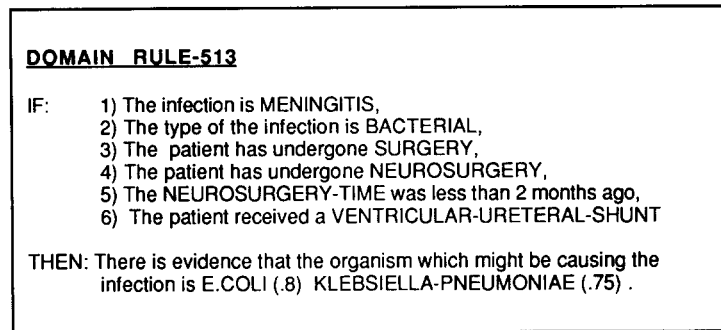 DOMAIN RULE-513
IF: 1) The infection is MENINGITIS,
2) The type of the infection is BACTERIAL,
3) The patient has undergone SURGERY,
4) The patient has undergone NEUROSURGERY,
5) The NEUROSURGERY-TIME was less than 2 months ago,
6) The patient received a VENTRICULAR-URETERAL-SHUNT
THEN: There is evidence that the organism which might be causing the
infection is E.COLI (.8) KLEBSIELLA-PNEUMONIAE (.75) .